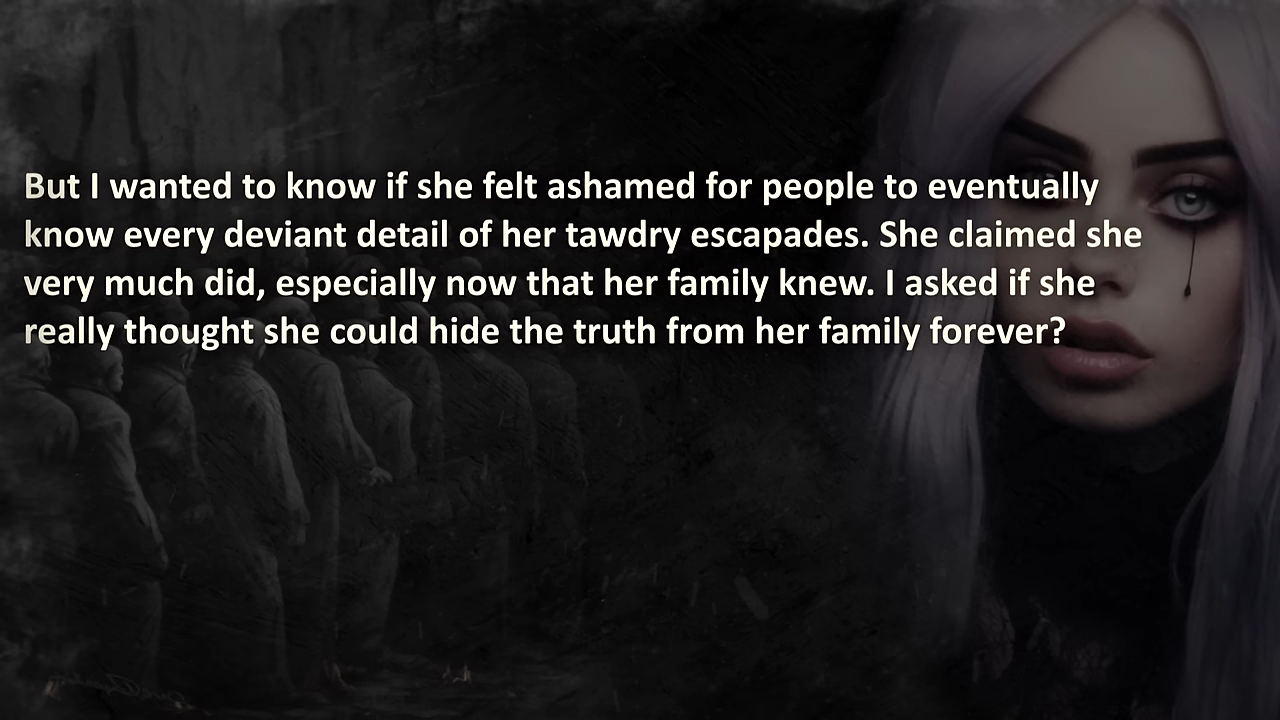 But I wanted to know if she felt ashamed for people to eventually
know every deviant detail of her tawdry escapades. She claimed she
very much did, especially now that her family knew. I asked if she
really thought she could hide the truth from her family forever?